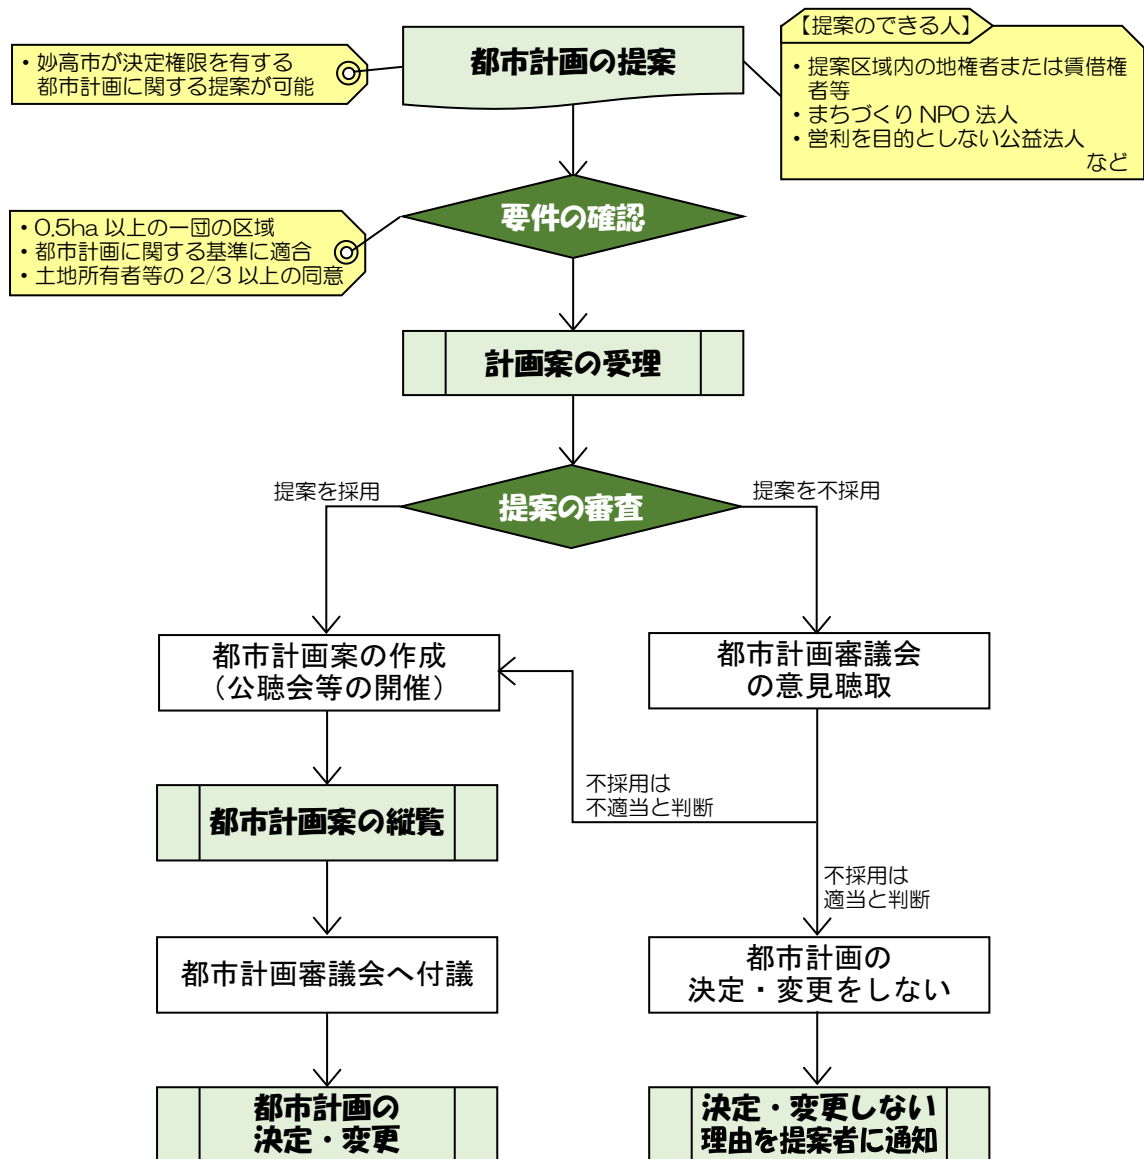 ・妙高市が決定権限を有する
都市計画に関する提案が可能
都市計画の提案
【提案のできる人】
・提案区域内の地権者または賃借権
者等
・まちづくり NPO 法人
・営利を目的としない公益法人
など
要件の確認
・0.5ha 以上の一団の区域
・都市計画に関する基準に適合
・土地所有者等の 2/3 以上の同意
計画案の受理
提案を採用
提案の審査
提案を不採用
都市計画案の作成
（公聴会等の開催）
都市計画審議会
の意見聴取
不採用は
不適当と判断
都市計画案の縦覧
不採用は
適当と判断
都市計画審議会へ付議
都市計画の
決定・変更をしない
都市計画の
決定・変更
決定・変更しない
理由を提案者に通知